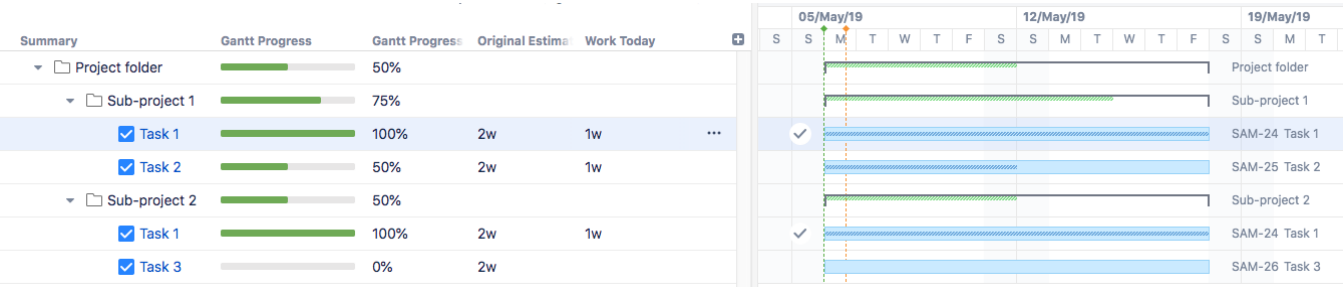 05/May/19 12/May/19 19/May/19
Summary Gantt Progress Gantt Progress Original Estima Work Today S S M T W T F S S M T W T F S S M T
Project folder 50% Project folder
Sub-project 1 75% Sub-project 1
Task 1 100% 2w 1w ... SAM-24 Task 1
Task 2 50% 2w 1w SAM-25 Task 2
Sub-project 2 50% Sub-project 2
Task 1 100% 2w 1w SAM-24 Task 1
Task 3 0% 2w SAM-26 Task 3